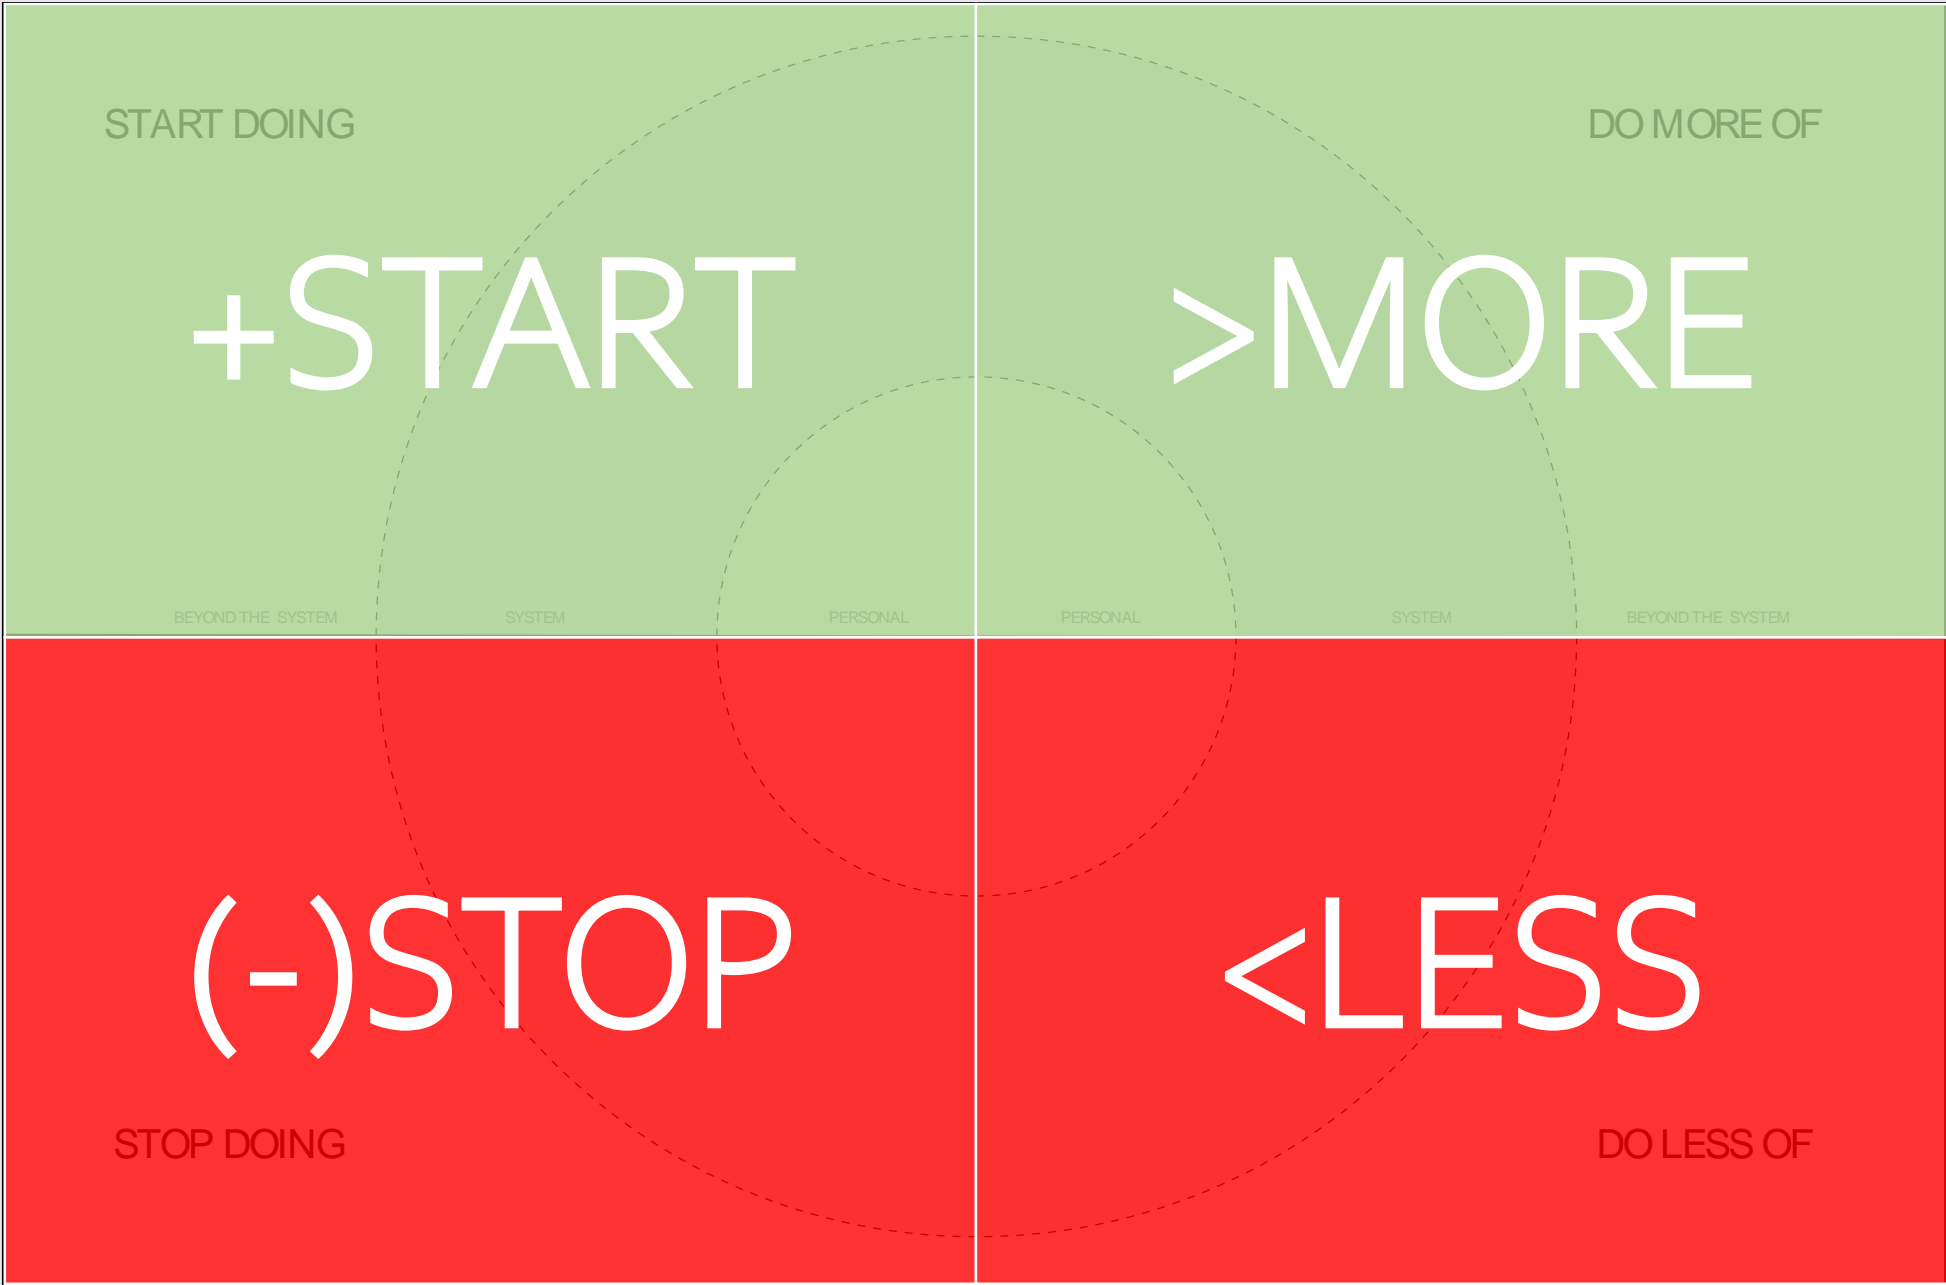 START DOING
DO MORE OF
+START
>MORE
BEYOND THE SYSTEM
SYSTEM
PERSONAL
PERSONAL
SYSTEM
BEYOND THE SYSTEM
(-)STOP
<LESS
STOP DOING
DO LESS OF